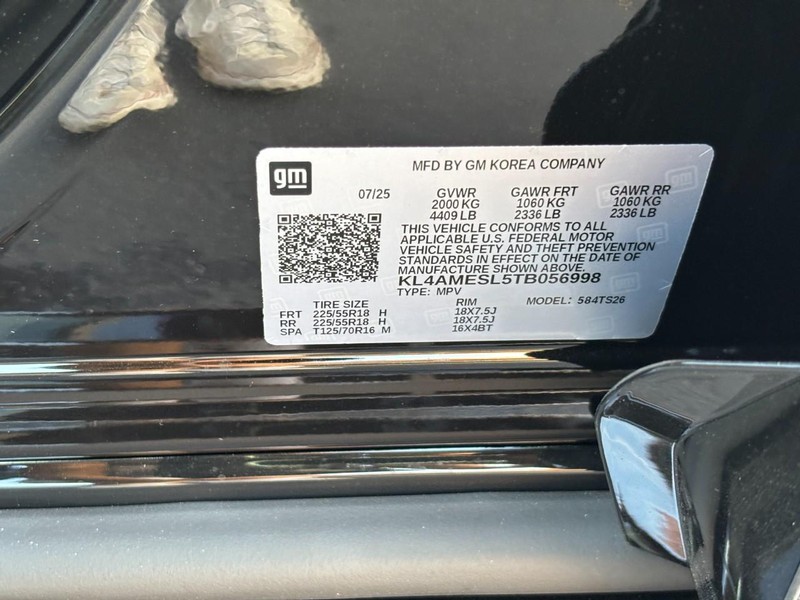 gm
MFD BY GM KOREA COMPANY
07/25 GVWR GAWR FRT GAWR RR
2000 KG 1060 KG 1060 KG
4409 LB 2336 LB 2336 LB
THIS VEHICLE CONFORMS TO ALL
APPLICABLE U.S. FEDERAL MOTOR
VEHICLE SAFETY AND THEFT PREVENTION
STANDARDS IN EFFECT ON THE DATE OF
MANUFACTURE SHOWN ABOVE.
KL4AMESL5TB056998
TYPE: MPV
TIRE SIZE RIM MODEL: 584TS26
FRT 225/55R18 H 18X7.5J
RR 225/55R18 H 18X7.5J
SPA T125/70R16 M 16X4BT